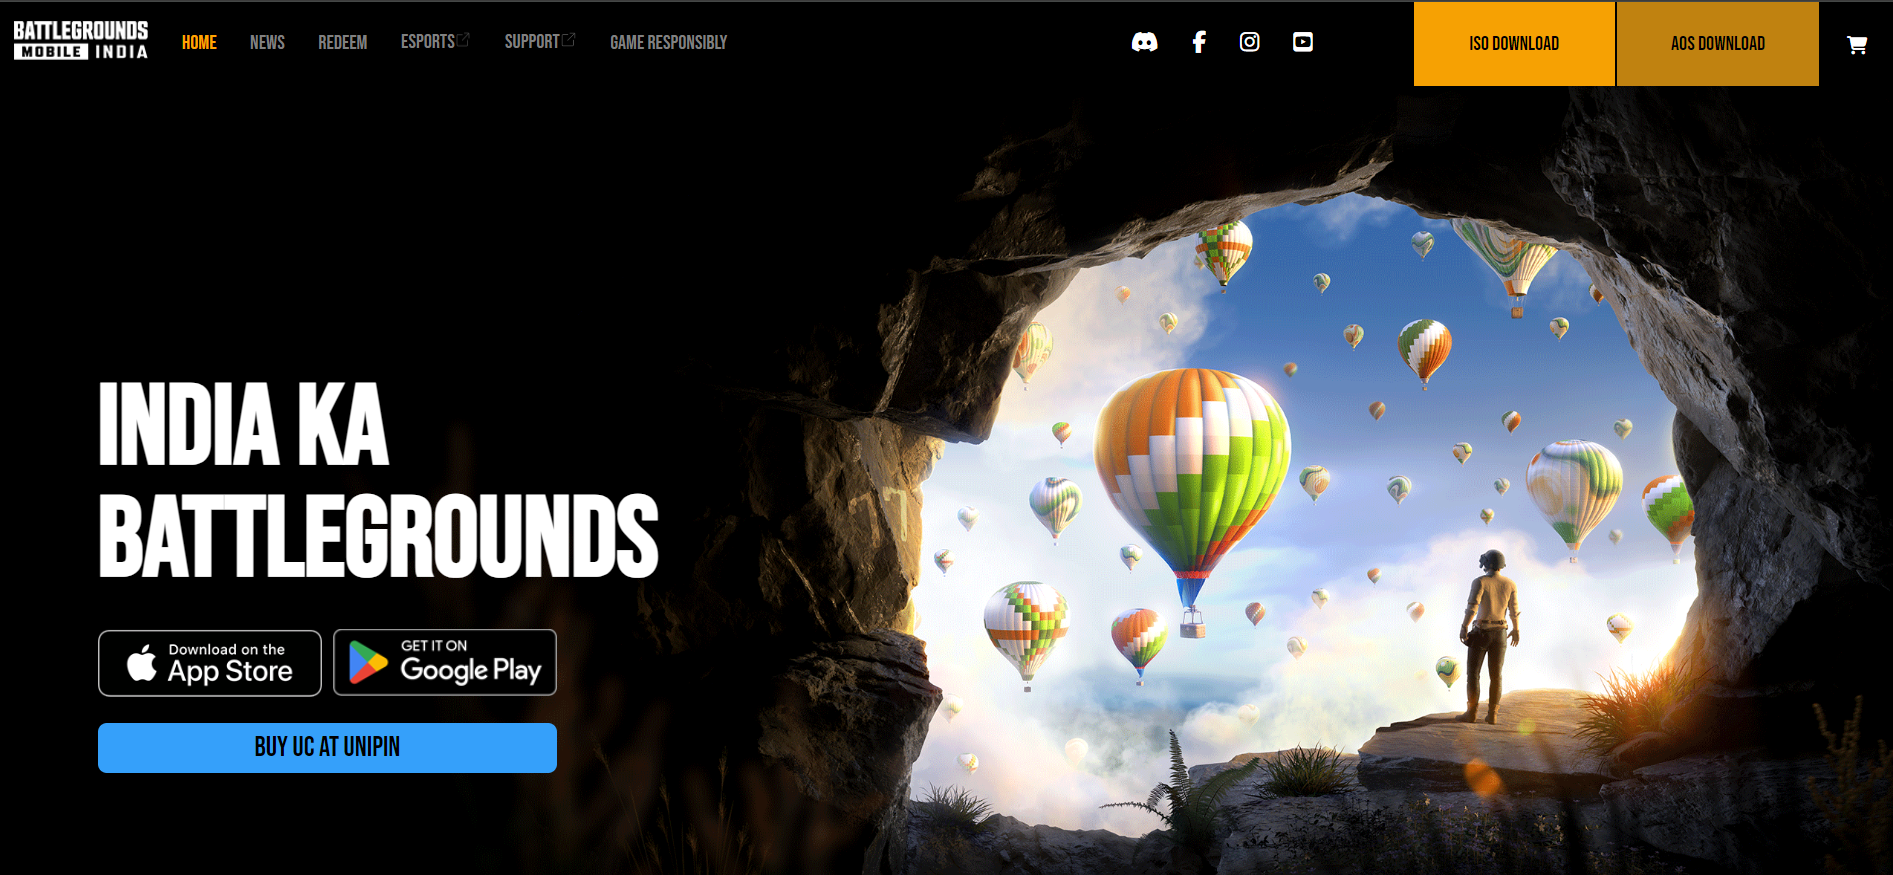 BATTLEGROUNDS
MOBILE INDIA
HOME
NEWS
REDEEM
ESPORTS
SUPPORT
GAME RESPONSIBLY
ISO DOWNLOAD
AOS DOWNLOAD
77
INDIA KA
BATTLEGROUNDS
Download on the
App Store
GET IT ON
Google Play
BUY UC AT UNIPIN